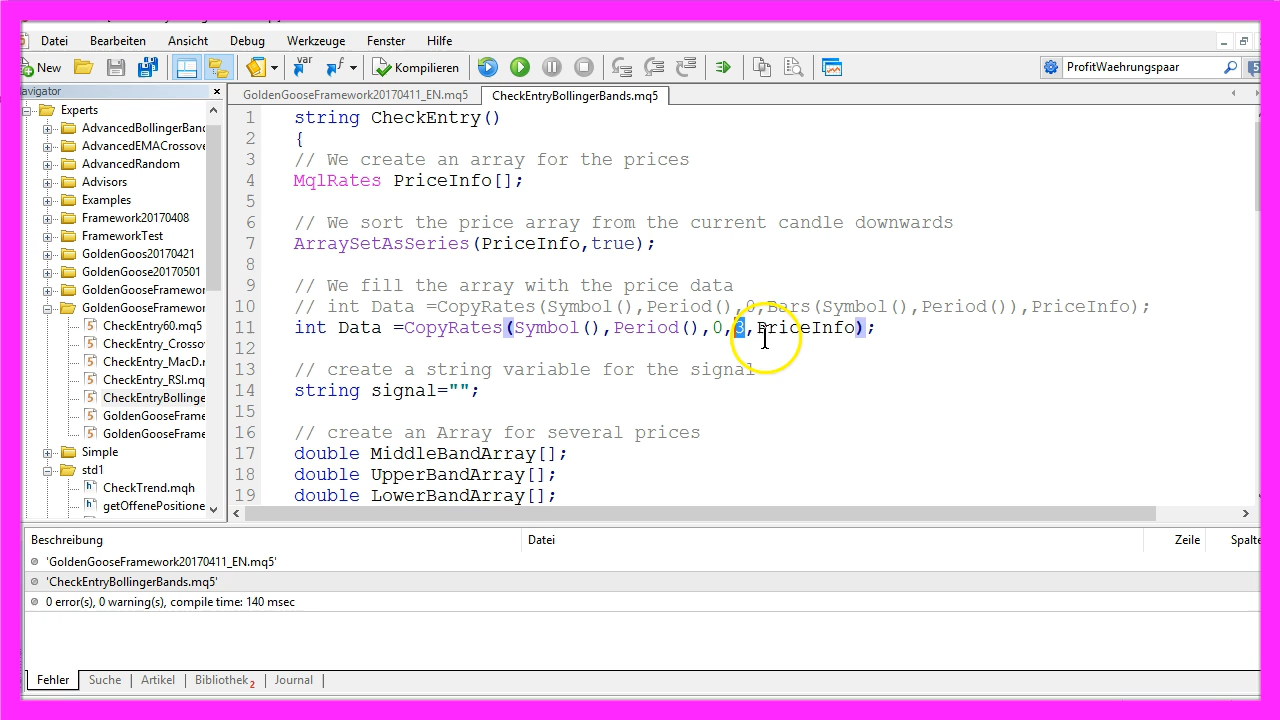 Datei Bearbeiten Ansicht Debug Werkzeuge Fenster Hilfe
New Kompilieren ProfitWaehrungspaar 5
avigator GoldenGooseFramework20170411_EN.mq5 CheckEntryBollingerBands.mq5
Experts
AdvancedBollingerBand
AdvancedEMACrossove
AdvancedRandom
Advisors
Examples
Framework20170408
FrameworkTest
GoldenGoos20170421
GoldenGoose20170501
GoldenGooseFramewor
GoldenGooseFramewor
CheckEntry60.mq5
CheckEntry_Crossov
CheckEntry_MacD.m
CheckEntry_RSI.mq
CheckEntryBollinge
GoldenGooseFrame
GoldenGooseFrame
Simple
std1
CheckTrend.mqh
getOffenePositione
1 string CheckEntry()
2 {
3 // We create an array for the prices
4 MqlRates PriceInfo[];
5
6 // We sort the price array from the current candle downwards
7 ArraySetAsSeries(PriceInfo,true);
8
9 // We fill the array with the price data
10 // int Data =CopyRates(Symbol(),Period(),0,Bars(Symbol(),Period()),PriceInfo);
11 int Data =CopyRates(Symbol(),Period(),0,3,PriceInfo);
12
13 // create a string variable for the signal
14 string signal="";
15
16 // create an Array for several prices
17 double MiddleBandArray[];
18 double UpperBandArray[];
19 double LowerBandArray[];
Beschreibung Datei Zeile Spalte
'GoldenGooseFramework20170411_EN.mq5'
'CheckEntryBollingerBands.mq5'
0 error(s), 0 warning(s), compile time: 140 msec
Fehler Suche Artikel Bibliothek2 Journal